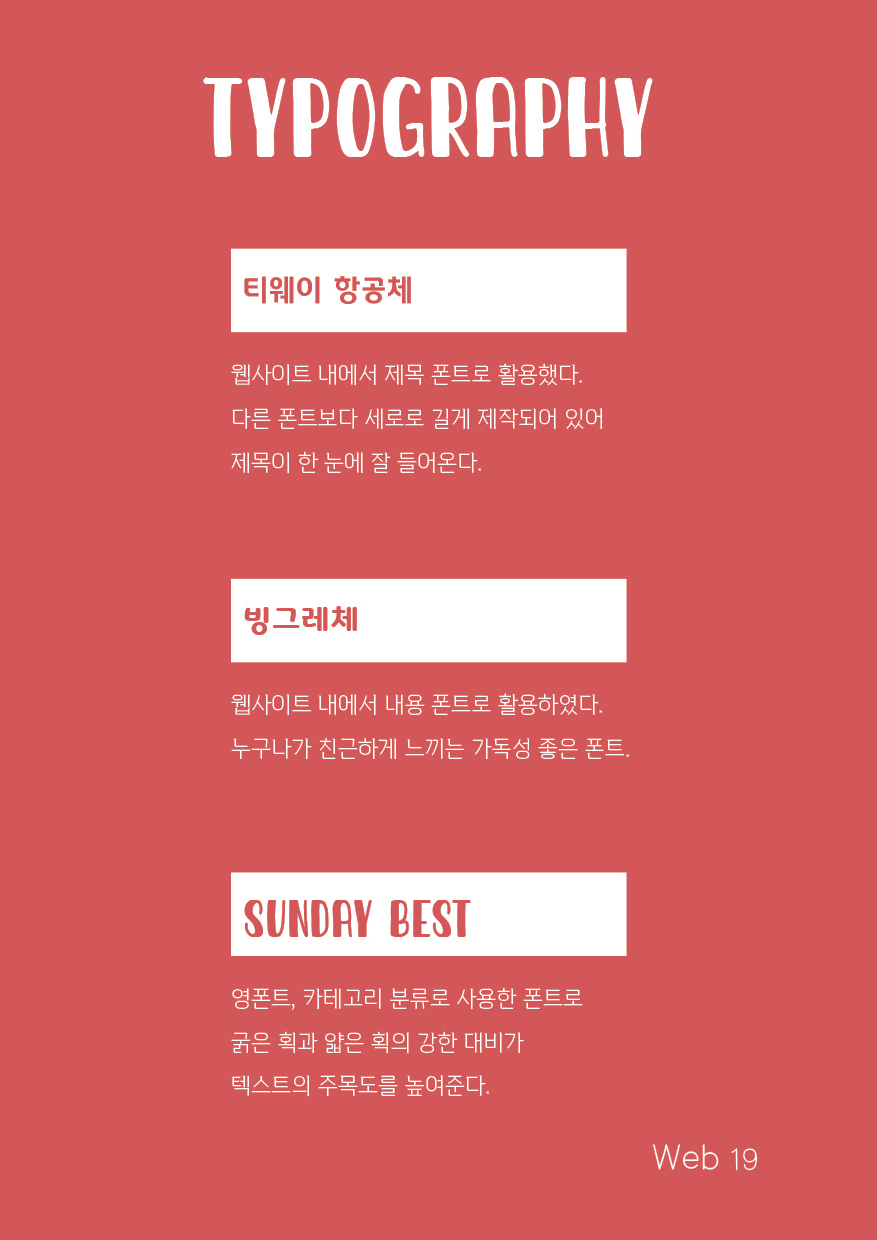 TYPOGRAPHY
티웨이 항공체
웹사이트 내에서 제목 폰트로 활용했다.
다른 폰트보다 세로로 길게 제작되어 있어
제목이 한 눈에 잘 들어온다.
빙그레체
웹사이트 내에서 내용 폰트로 활용하였다.
누구나가 친근하게 느끼는 가독성 좋은 폰트.
SUNDAY BEST
영폰트, 카테고리 분류로 사용한 폰트로
굵은 획과 얇은 획의 강한 대비가
텍스트의 주목도를 높여준다.
Web 19